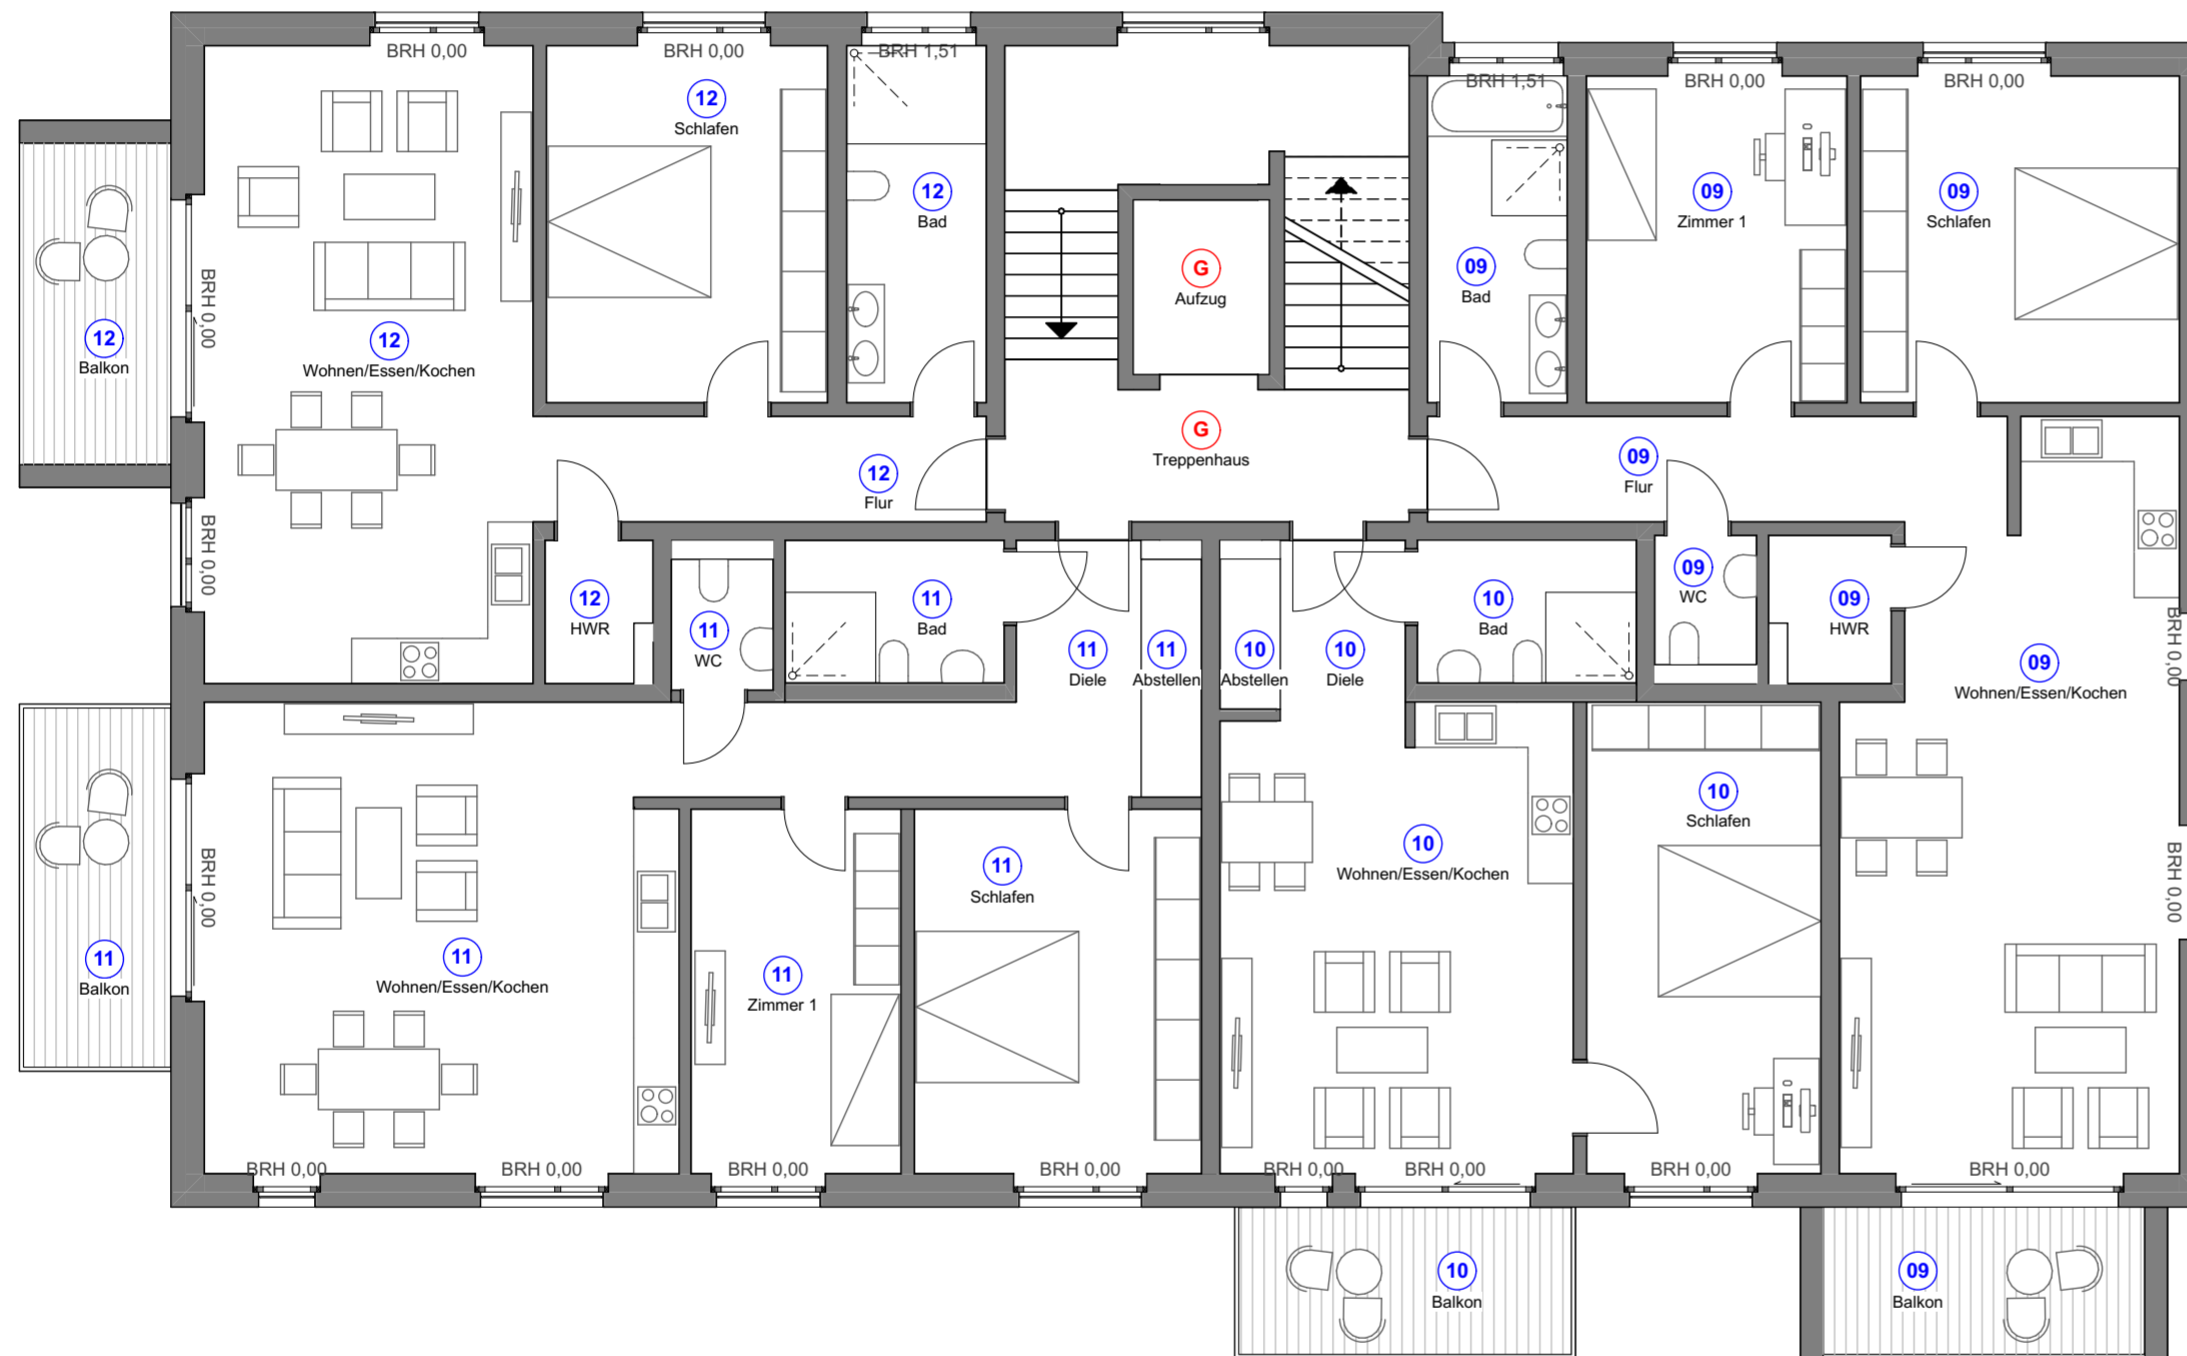 BRH 0,00
BRH 0,00
BRH 1,51
BRH 1,51
BRH 0,00
BRH 0,00
12
Schlafen
12
Bad
09
Zimmer 1
09
Schlafen
G
Aufzug
09
Bad
BRH 0,00
12
Balkon
12
Wohnen/Essen/Kochen
G
Treppenhaus
12
Flur
09
Flur
BRH 0,00
12
HWR
11
WC
11
Bad
11
Diele
11
Abstellen
10
Abstellen
10
Diele
10
Bad
09
WC
09
HWR
09
Wohnen/Essen/Kochen
BRH 0,00
10
Schlafen
10
Wohnen/Essen/Kochen
11
Schlafen
BRH 0,00
BRH 0,00
11
Balkon
11
Wohnen/Essen/Kochen
11
Zimmer 1
BRH 0,00
BRH 0,00
BRH 0,00
BRH 0,00
BRH 0,00
BRH 0,00
BRH 0,00
BRH 0,00
10
Balkon
09
Balkon